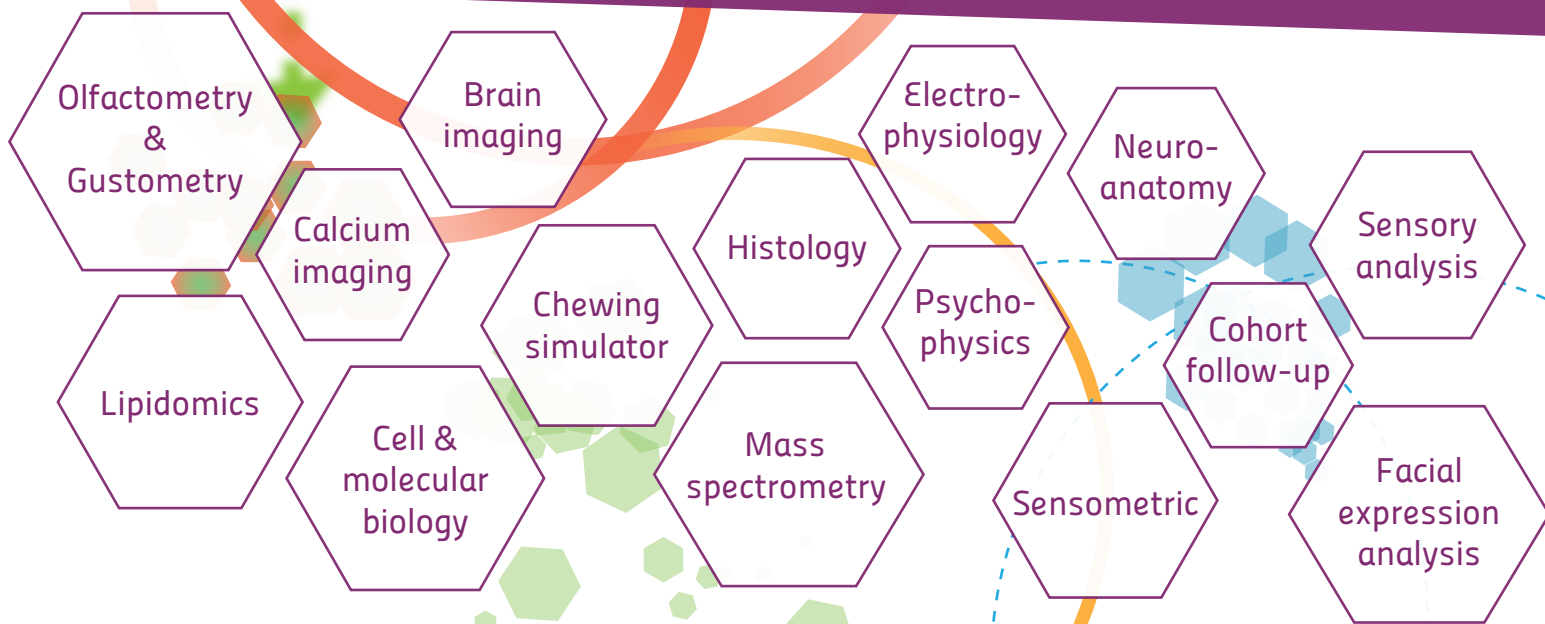 Olfactometry
&
Gustometry
Brain
imaging
Electro-
physiology
Neuro-
anatomy
Sensory
analysis
Calcium
imaging
Histology
Chewing
simulator
Psycho-
physics
Cohort
follow-up
Lipidomics
Cell &
molecular
biology
Mass
spectrometry
Sensometric
Facial
expression
analysis